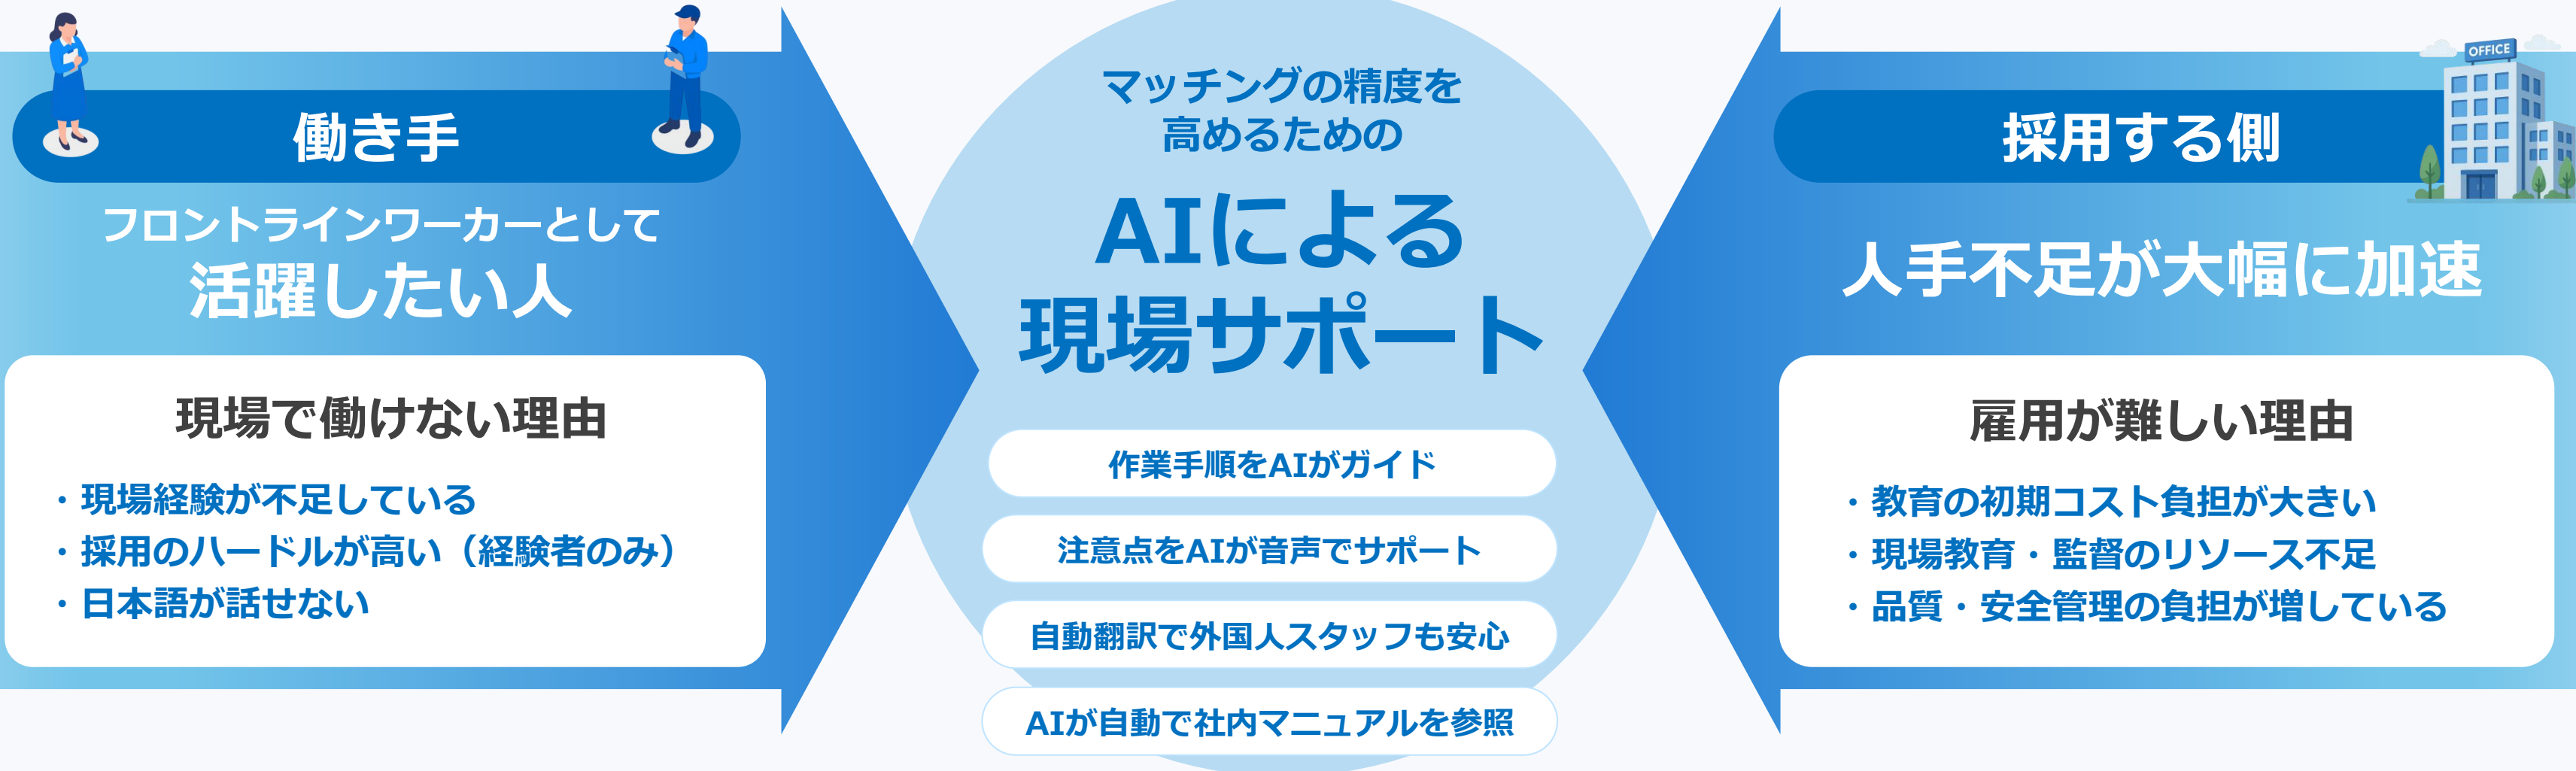 働き手
フロントラインワーカーとして
活躍したい人
現場で働けない理由
・現場経験が不足している
・採用のハードルが高い（経験者のみ）
・日本語が話せない
マッチングの精度を
高めるための
AIによる
現場サポート
作業手順をAIがガイド
注意点をAIが音声でサポート
自動翻訳で外国人スタッフも安心
AIが自動で社内マニュアルを参照
OFFICE
採用する側
人手不足が大幅に加速
雇用が難しい理由
・教育の初期コスト負担が大きい
・現場教育・監督のリソース不足
・品質・安全管理の負担が増している